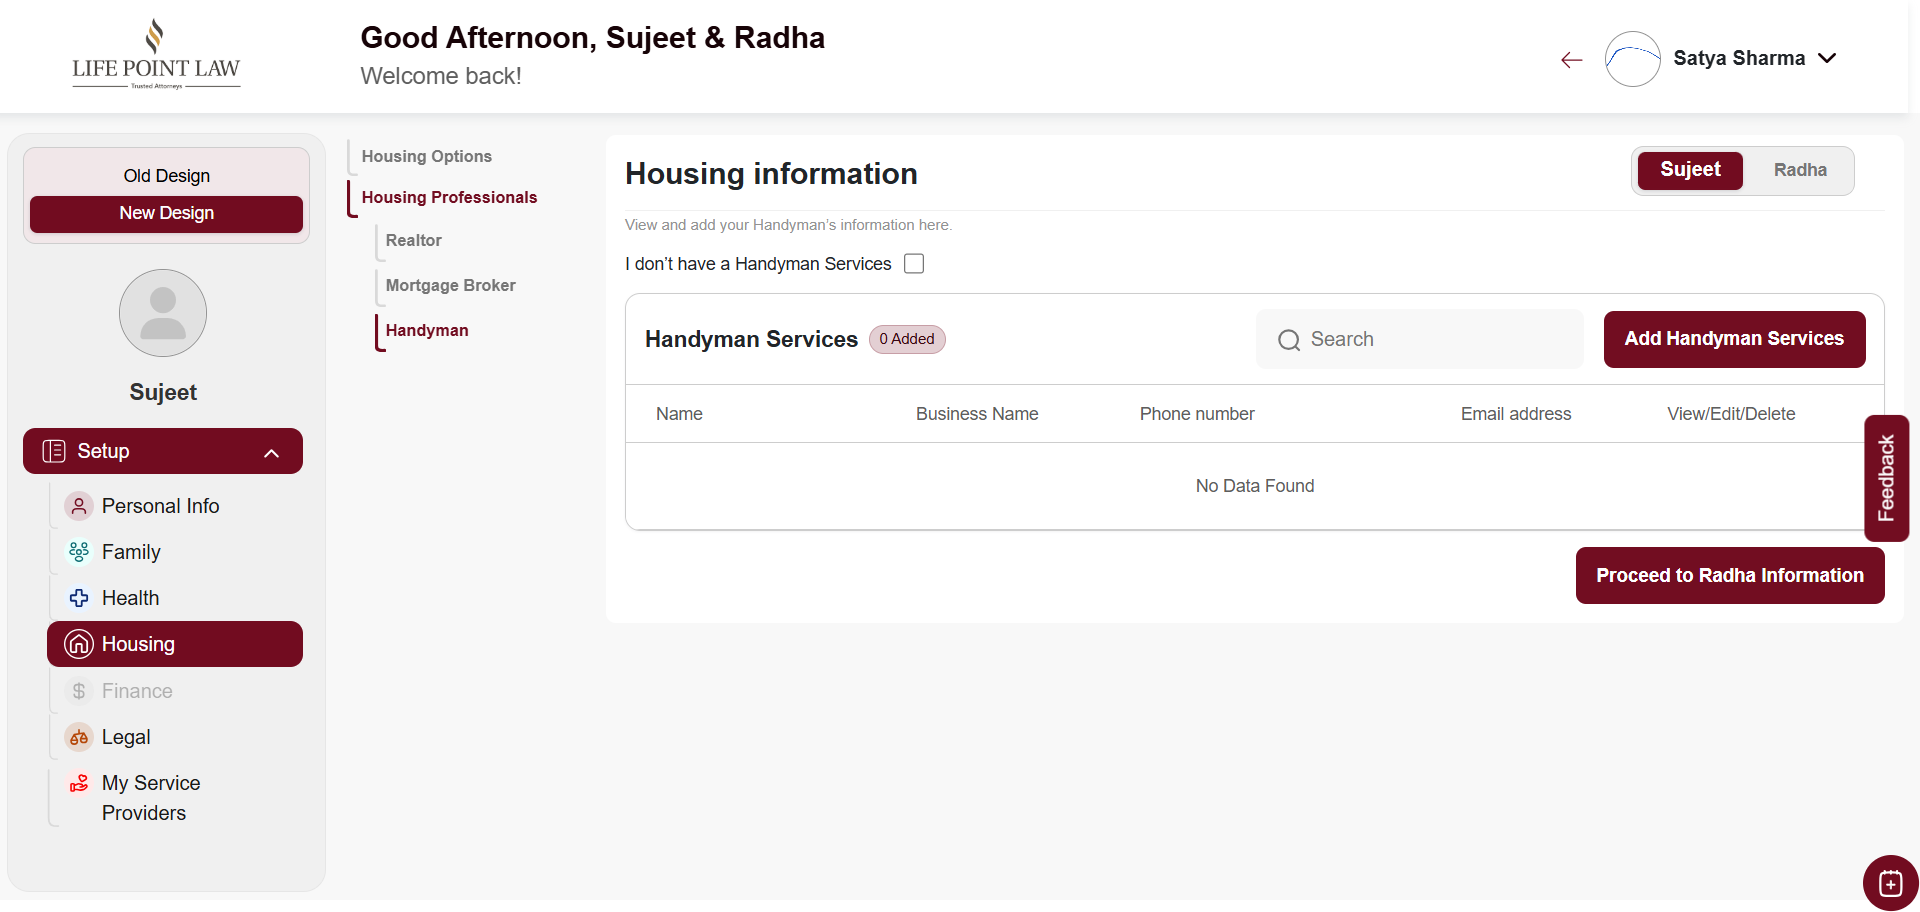 LIFE POINT LAW
Trusted Attorneys
Good Afternoon, Sujeet & Radha
Welcome back!
Satya Sharma
Old Design
New Design
Sujeet
Setup
Personal Info
Family
Health
Housing
Finance
Legal
My Service
Providers
Housing Options
Housing Professionals
Realtor
Mortgage Broker
Handyman
Housing information
Sujeet
Radha
View and add your Handyman's information here.
I don't have a Handyman Services
Handyman Services
0 Added
Search
Add Handyman Services
Name
Business Name
Phone number
Email address
View/Edit/Delete
No Data Found
Feedback
Proceed to Radha Information